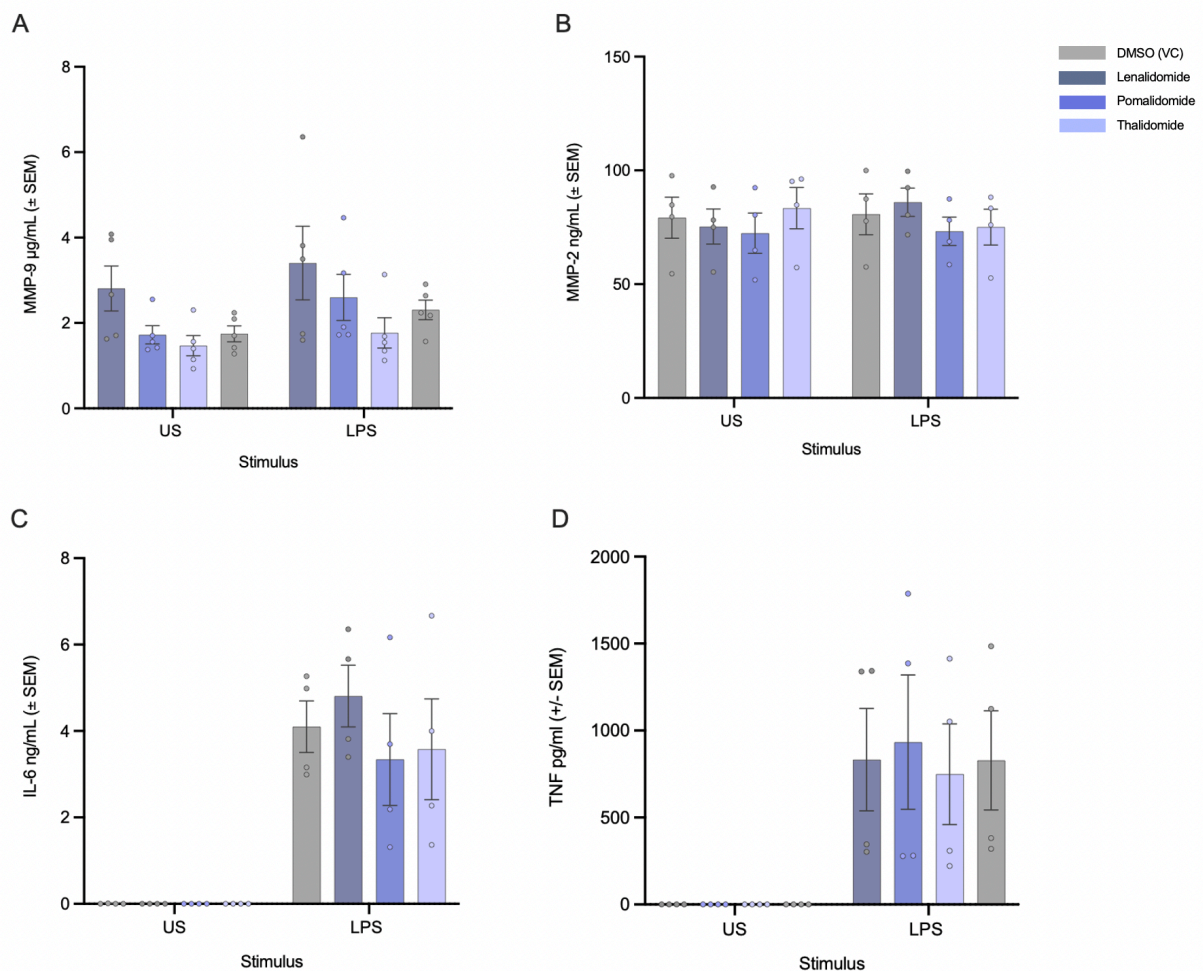 A
MMP-9 µg/mL (± SEM)
8
6
4
2
0
US
LPS
Stimulus
B
MMP-2 ng/mL (± SEM)
150
100
50
0
US
LPS
Stimulus
DMSO (VC)
Lenalidomide
Pomalidomide
Thalidomide
C
IL-6 ng/mL (± SEM)
8
6
4
2
0
US
LPS
Stimulus
D
TNF pg/ml (+/- SEM)
2000
1500
1000
500
0
US
LPS
Stimulus